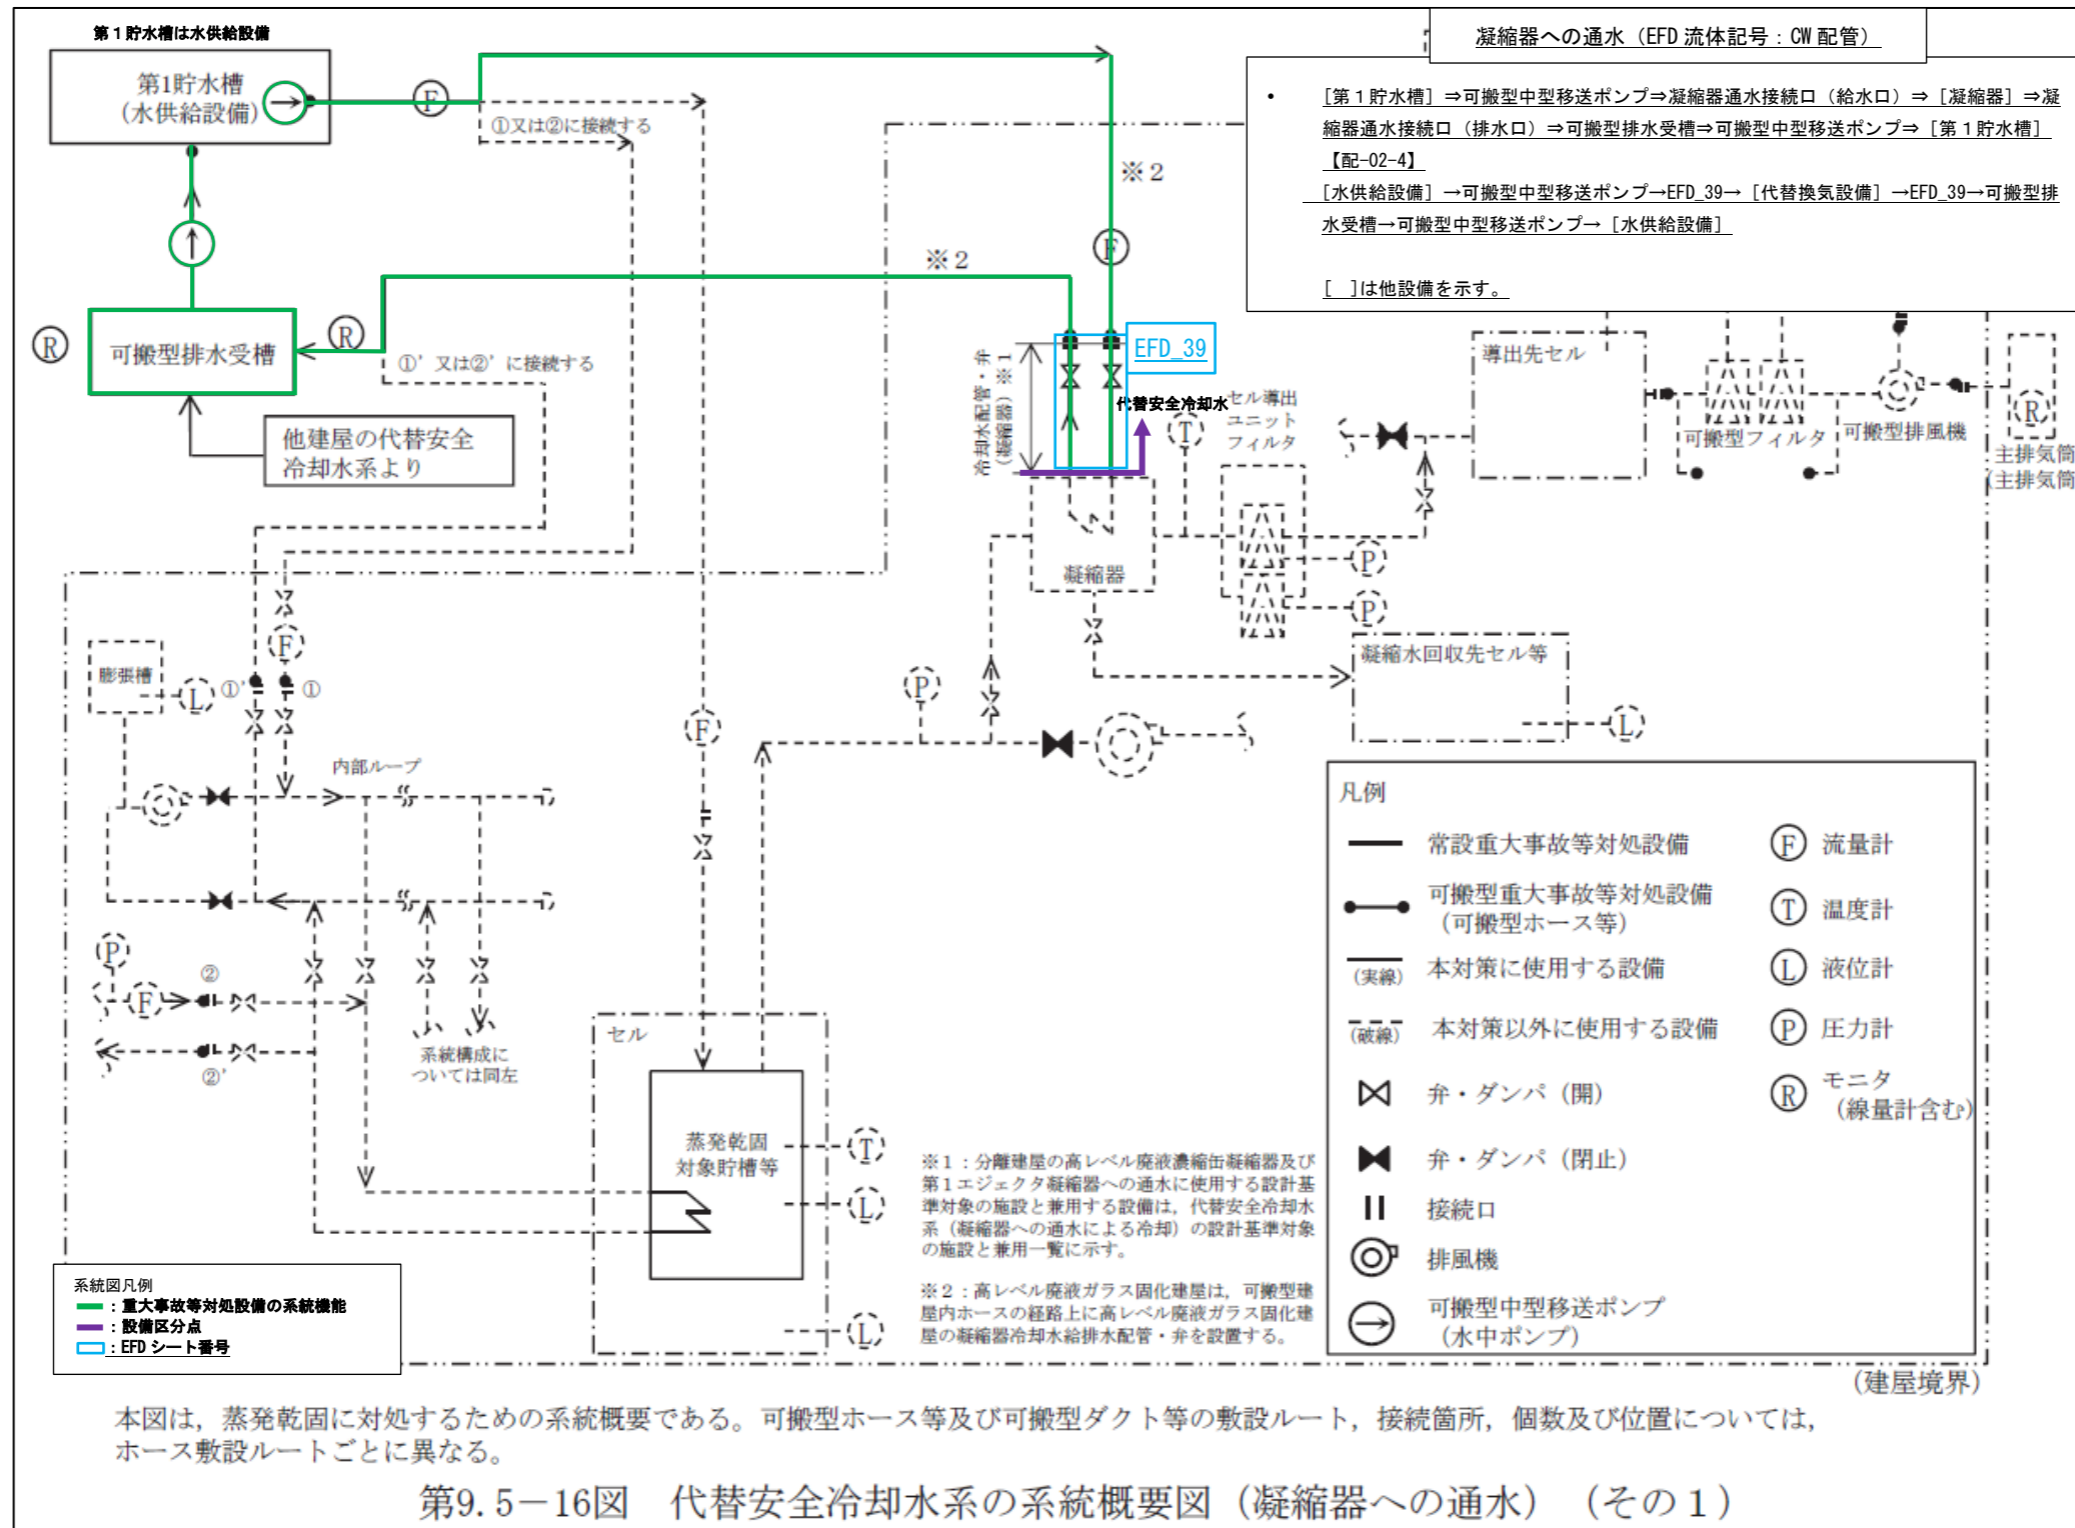 第１貯水槽は水供給設備
第1貯水槽
(水供給設備)
F
①又は②に接続する
※２
凝縮器への通水（EFD 流体記号：CW 配管）
・ ［第１貯水槽］⇒可搬型中型移送ポンプ⇒凝縮器通水接続口（給水口）⇒［凝縮器］⇒凝
縮器通水接続口（排水口）⇒可搬型排水受槽⇒可搬型中型移送ポンプ⇒［第１貯水槽］
【配-02-4】
［水供給設備］→可搬型中型移送ポンプ→EFD_39→［代替換気設備］→EFD_39→可搬型排
水受槽→可搬型中型移送ポンプ→［水供給設備］
［　］は他設備を示す。
※２
F
R
可搬型排水受槽
R
①’又は②’に接続する
他建屋の代替安全
冷却水系より
冷却水配管・弁
（凝縮器）※１
EFD_39
代替安全冷却水
T
セル導出
ユニット
フィルタ
導出先セル
可搬型フィルタ
可搬型排風機
R
主排気筒
(主排気筒
凝縮器
P
P
凝縮水回収先セル等
L
膨張槽
L
①’
F
①
P
F
内部ループ
P
②
F
②’
系統構成に
ついては同左
セル
蒸発乾固
対象貯槽等
T
L
L
※１：分離建屋の高レベル廃液濃縮缶凝縮器及び
第１エジェクタ凝縮器への通水に使用する設計基
準対象の施設と兼用する設備は，代替安全冷却水
系（凝縮器への通水による冷却）の設計基準対象
の施設と兼用一覧に示す。
※２：高レベル廃液ガラス固化建屋は，可搬型建
屋内ホースの経路上に高レベル廃液ガラス固化建
屋の凝縮器冷却水給排水配管・弁を設置する。
凡例
常設重大事故等対処設備
F 流量計
可搬型重大事故等対処設備
（可搬型ホース等）
T 温度計
(実線) 本対策に使用する設備
L 液位計
(破線) 本対策以外に使用する設備
P 圧力計
弁・ダンパ（開）
R モニタ
（線量計含む）
弁・ダンパ（閉止）
接続口
排風機
可搬型中型移送ポンプ
（水中ポンプ）
系統図凡例
：重大事故等対処設備の系統機能
：設備区分点
：EFD シート番号
(建屋境界)
本図は，蒸発乾固に対処するための系統概要である。可搬型ホース等及び可搬型ダクト等の敷設ルート，接続箇所，個数及び位置については，
ホース敷設ルートごとに異なる。
第9.5－16図　代替安全冷却水系の系統概要図（凝縮器への通水）（その１）